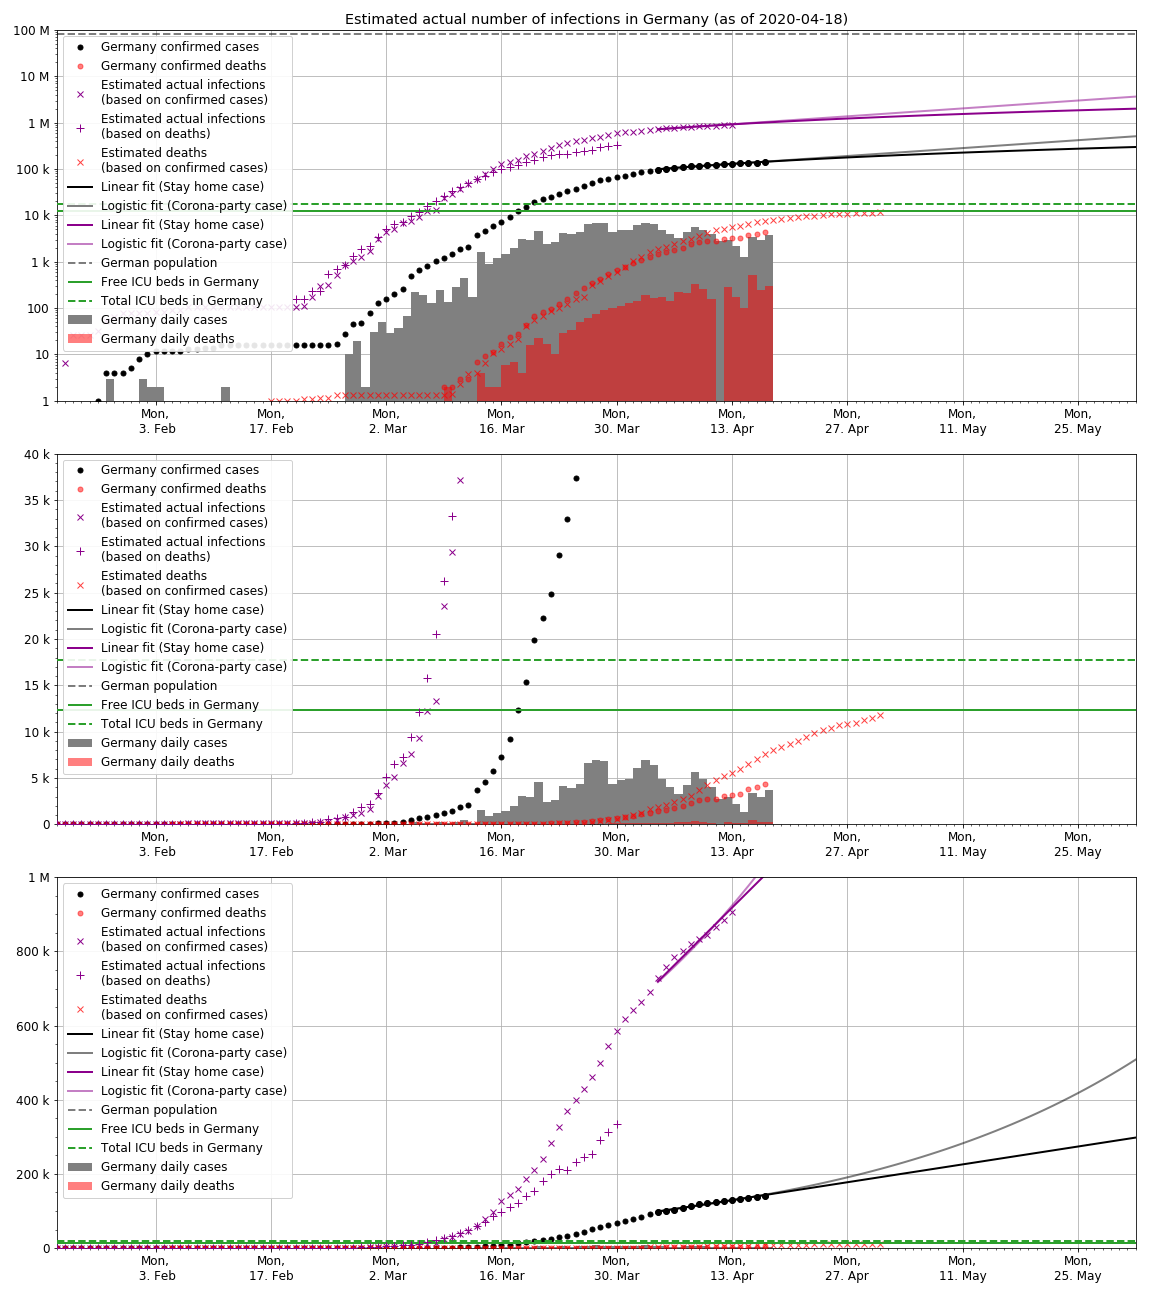 Estimated actual number of infections in Germany (as of 2020-04-18)
100 M
10 M
1 M
100 k
10 k
1 k
100
10
1
Germany confirmed cases
Germany confirmed deaths
Estimated actual infections
(based on confirmed cases)
Estimated actual infections
(based on deaths)
Estimated deaths
(based on confirmed cases)
Linear fit (Stay home case)
Logistic fit (Corona-party case)
Linear fit (Stay home case)
Logistic fit (Corona-party case)
German population
Free ICU beds in Germany
Total ICU beds in Germany
Germany daily cases
Germany daily deaths
Mon, Mon, Mon, Mon, Mon, Mon, Mon, Mon, Mon,
3. Feb 17. Feb 2. Mar 16. Mar 30. Mar 13. Apr 27. Apr 11. May 25. May
40 k
35 k
30 k
25 k
20 k
15 k
10 k
5 k
0
Germany confirmed cases
Germany confirmed deaths
Estimated actual infections
(based on confirmed cases)
Estimated actual infections
(based on deaths)
Estimated deaths
(based on confirmed cases)
Linear fit (Stay home case)
Logistic fit (Corona-party case)
Linear fit (Stay home case)
Logistic fit (Corona-party case)
German population
Free ICU beds in Germany
Total ICU beds in Germany
Germany daily cases
Germany daily deaths
Mon, Mon, Mon, Mon, Mon, Mon, Mon, Mon, Mon,
3. Feb 17. Feb 2. Mar 16. Mar 30. Mar 13. Apr 27. Apr 11. May 25. May
1 M
800 k
600 k
400 k
200 k
0
Germany confirmed cases
Germany confirmed deaths
Estimated actual infections
(based on confirmed cases)
Estimated actual infections
(based on deaths)
Estimated deaths
(based on confirmed cases)
Linear fit (Stay home case)
Logistic fit (Corona-party case)
Linear fit (Stay home case)
Logistic fit (Corona-party case)
German population
Free ICU beds in Germany
Total ICU beds in Germany
Germany daily cases
Germany daily deaths
Mon, Mon, Mon, Mon, Mon, Mon, Mon, Mon, Mon,
3. Feb 17. Feb 2. Mar 16. Mar 30. Mar 13. Apr 27. Apr 11. May 25. May